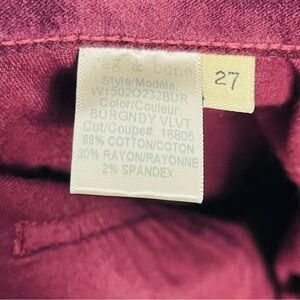 rag & bone
Style/Modele
W1502O232BUR
Color/Couleur
BURGNDY VLVT
Cut/Coupe#: 16805
68% COTTON/COTON
30% RAYON/RAYONNE
2% SPANDEX
27